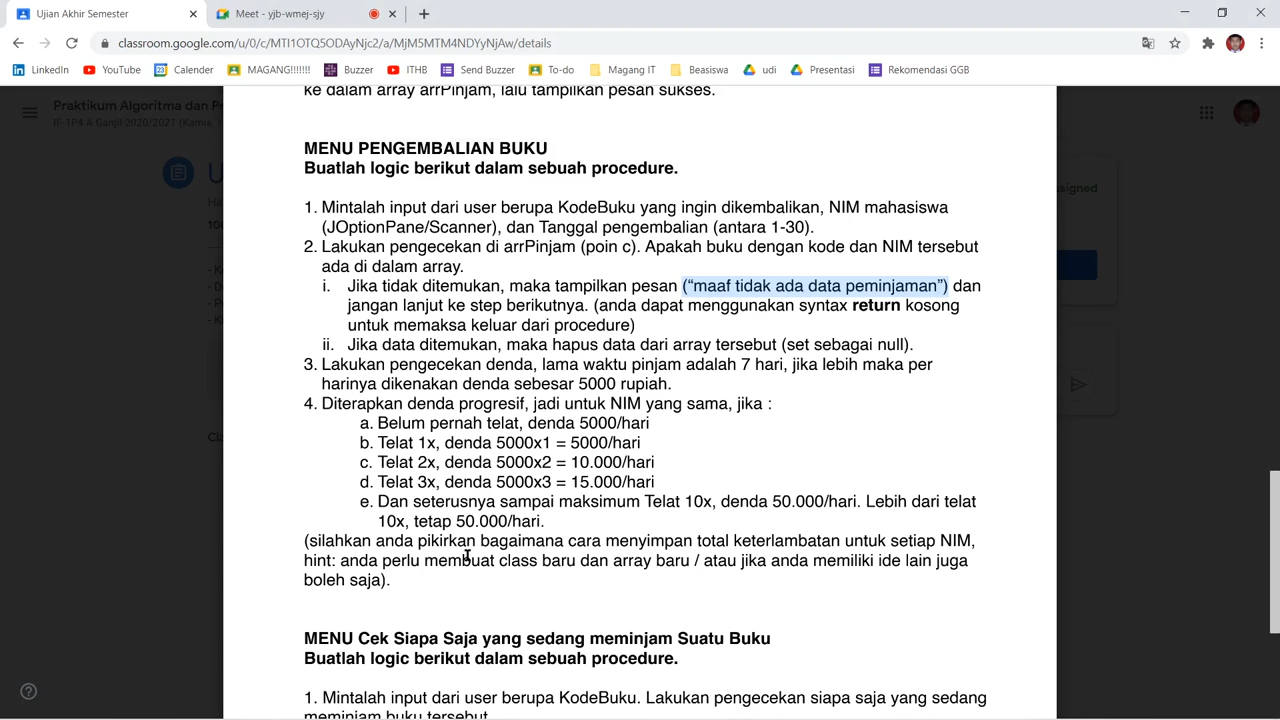 Ujian Akhir Semester
Meet - yjb-wmej-sjy
classroom.google.com/u/0/c/MTI1OTQ5ODAyNjc2/a/MjM5MTM4NDYyNjAw/details
LinkedIn YouTube Calender MAGANG!!!!!!! Buzzer ITHB Send Buzzer To-do Magang IT Beasiswa udi Presentasi Rekomendasi GGB
Praktikum Algoritma dan Pe
IF-1P4 A Ganjil 2020/2021 (Kamis,
ssigned
ke dalam array arrPinjam, lalu tampilkan pesan sukses.
MENU PENGEMBALIAN BUKU
Buatlah logic berikut dalam sebuah procedure.
1. Mintalah input dari user berupa KodeBuku yang ingin dikembalikan, NIM mahasiswa
(JOptionPane/Scanner), dan Tanggal pengembalian (antara 1-30).
2. Lakukan pengecekan di arrPinjam (poin c). Apakah buku dengan kode dan NIM tersebut
ada di dalam array.
i. Jika tidak ditemukan, maka tampilkan pesan (“maaf tidak ada data peminjaman”) dan
jangan lanjut ke step berikutnya. (anda dapat menggunakan syntax return kosong
untuk memaksa keluar dari procedure)
ii. Jika data ditemukan, maka hapus data dari array tersebut (set sebagai null).
3. Lakukan pengecekan denda, lama waktu pinjam adalah 7 hari, jika lebih maka per
harinya dikenakan denda sebesar 5000 rupiah.
4. Diterapkan denda progresif, jadi untuk NIM yang sama, jika :
a. Belum pernah telat, denda 5000/hari
b. Telat 1x, denda 5000x1 = 5000/hari
c. Telat 2x, denda 5000x2 = 10.000/hari
d. Telat 3x, denda 5000x3 = 15.000/hari
e. Dan seterusnya sampai maksimum Telat 10x, denda 50.000/hari. Lebih dari telat
10x, tetap 50.000/hari.
(silahkan anda pikirkan bagaimana cara menyimpan total keterlambatan untuk setiap NIM,
hint: anda perlu membuat class baru dan array baru / atau jika anda memiliki ide lain juga
boleh saja).
MENU Cek Siapa Saja yang sedang meminjam Suatu Buku
Buatlah logic berikut dalam sebuah procedure.
1. Mintalah input dari user berupa KodeBuku. Lakukan pengecekan siapa saja yang sedang
meminjam buku tersebut